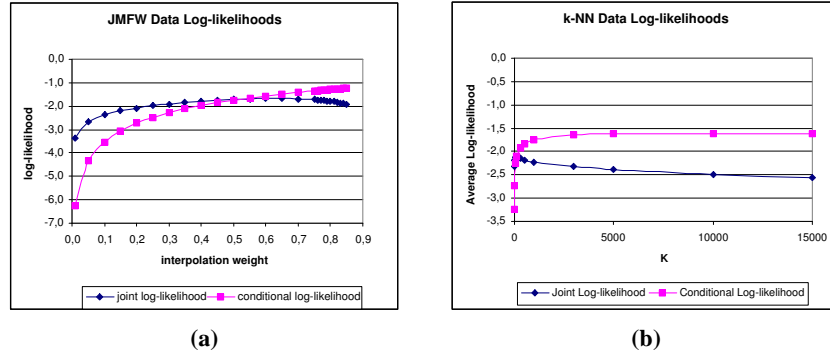 JMFW Data Log-likelihoods
0,0
-1,0
-2,0
-3,0
-4,0
-5,0
-6,0
-7,0
log-likelihood
0,0 0,1 0,2 0,3 0,4 0,5 0,6 0,7 0,8 0,9
interpolation weight
joint log-likelihood conditional log-likelihood
(a)
k-NN Data Log-likelihoods
0,0
-0,5
-1,0
-1,5
-2,0
-2,5
-3,0
-3,5
Average Log-likelihood
0 5000 10000 15000
K
Joint Log-Likelihood Conditional Log-Likelihood
(b)